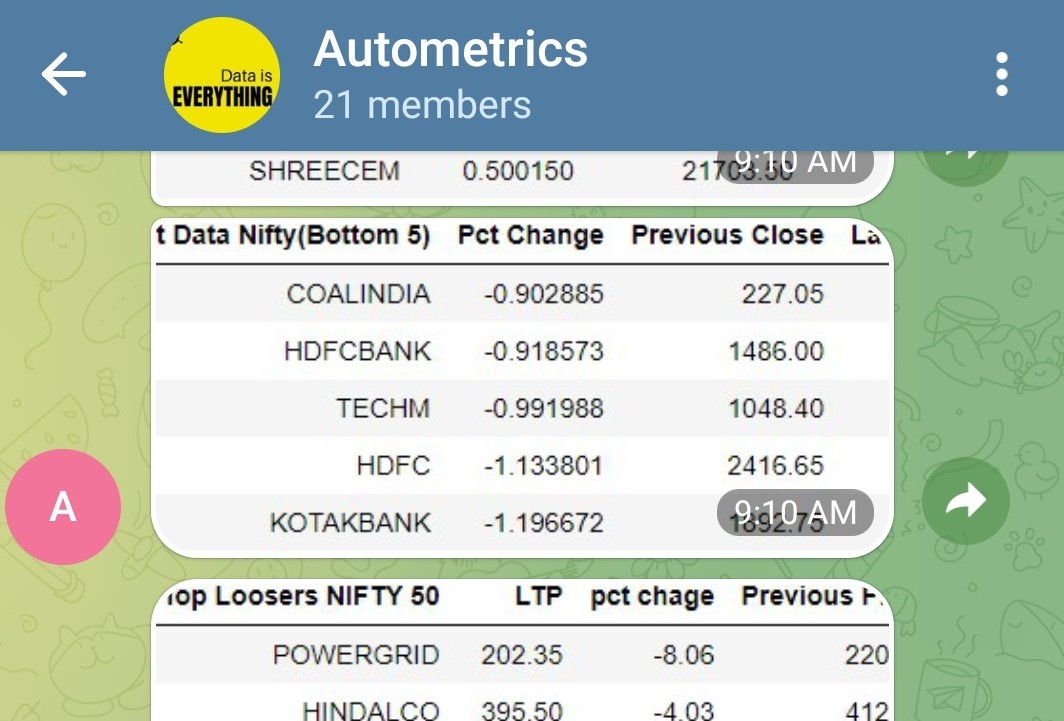 Data is
EVERYTHING
Autometrics
21 members
SHREECEM 0.500150 21703.50
9:10 AM
t Data Nifty(Bottom 5) Pct Change Previous Close La
COALINDIA -0.902885 227.05
HDFCBANK -0.918573 1486.00
TECHM -0.991988 1048.40
HDFC -1.133801 2416.65
KOTAKBANK -1.196672 1892.75
9:10 AM
A
Top Loosers NIFTY 50 LTP pct chage Previous
POWERGRID 202.35 -8.06 220
HINDALCO 395.50 -4.03 412